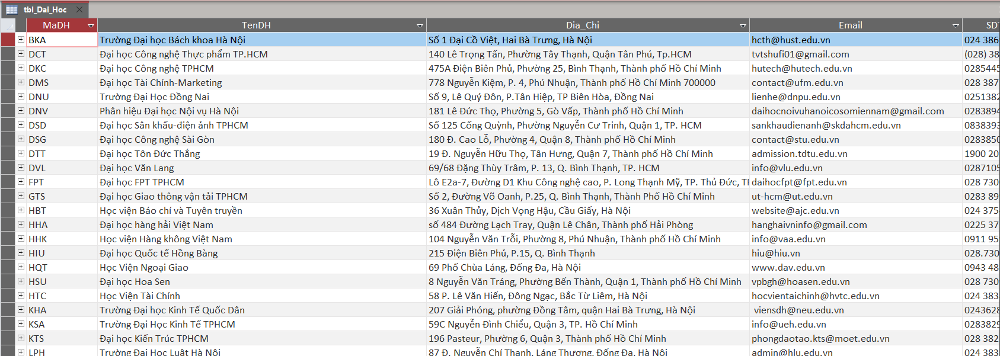 tbl_Dai_Hoc
MaDH TenDH Dia_Chi Email SDT
BKA Trường Đại học Bách khoa Hà Nội Số 1 Đại Cồ Việt, Hai Bà Trưng, Hà Nội hcth@hust.edu.vn 024 386
DCT Đại học Công nghệ Thực phẩm TP.HCM 140 Lê Trọng Tấn, Phường Tây Thạnh, Quận Tân Phú, Tp.HCM tvtshufi01@gmail.com (028) 38
DKC Đại học Công nghệ TPHCM 475A Điện Biên Phủ, Phường 25, Bình Thạnh, Thành phố Hồ Chí Minh hutech@hutech.edu.vn 0285445
DMS Đại học Tài Chính-Marketing 778 Nguyễn Kiệm, P. 4, Phú Nhuận, Thành phố Hồ Chí Minh 700000 contact@ufm.edu.vn 028 387
DNU Trường Đại Học Đồng Nai Số 9, Lê Quý Đôn, P.Tân Hiệp, TP Biên Hòa, Đồng Nai lienhe@dnpu.edu.vn 0251382
DNV Phân hiệu Đại học Nội vụ Hà Nội 181 Lê Đức Thọ, Phường 5, Gò Vấp, Thành phố Hồ Chí Minh daihocnoivuhanoicosomiennam@gmail.com 0283894
DSD Đại học Sân khấu-điện ảnh TPHCM Số 125 Cống Quỳnh, Phường Nguyễn Cư Trinh, Quận 1, TP. HCM sankhaudienanh@skdahcm.edu.vn 0838393
DSG Đại học Công nghệ Sài Gòn 180 Đ. Cao Lỗ, Phường 4, Quận 8, Thành phố Hồ Chí Minh contact@stu.edu.vn 0283850
DTT Đại học Tôn Đức Thắng 19 Đ. Nguyễn Hữu Thọ, Tân Hưng, Quận 7, Thành phố Hồ Chí Minh admission.tdtu.edu.vn 1900 20
DVL Đại học Văn Lang 69/68 Đặng Thùy Trâm, P. 13, Q. Bình Thạnh, TP. HCM info@vlu.edu.vn 0287105
FPT Đại học FPT TPHCM Lô E2a-7, Đường D1 Khu Công nghệ cao, P. Long Thạnh Mỹ, TP. Thủ Đức, daihocfpt@fpt.edu.vn 028 730
GTS Đại học Giao thông vận tải TPHCM Số 2, Đường Võ Oanh, P.25, Q. Bình Thạnh, Thành Phố Hồ Chí Minh ut-hcm@ut.edu.vn 0283 899
HBT Học viện Báo chí và Tuyên truyền 36 Xuân Thủy, Dịch Vọng Hậu, Cầu Giấy, Hà Nội website@ajc.edu.vn 024 375
HHA Đại học hàng hải Việt Nam số 484 Đường Lạch Tray, Quận Lê Chân, Thành phố Hải Phòng hanghaivninfo@gmail.com 0225 37
HHK Học viện Hàng không Việt Nam 104 Nguyễn Văn Trỗi, Phường 8, Phú Nhuận, Thành phố Hồ Chí Minh info@vaa.edu.vn 0911 959
HIU Đại học Quốc tế Hồng Bàng 215 Điện Biên Phủ, P.15, Q. Bình Thạnh hiu@hiu.vn 028.730
HQT Học Viện Ngoại Giao 69 Phố Chùa Láng, Đống Đa, Hà Nội www.dav.edu.vn 0943 48
HSU Đại học Hoa Sen 8 Nguyễn Văn Tráng, Phường Bến Thành, Quận 1, Thành phố Hồ Chí Minh vpbgh@hoasen.edu.vn 028 730
HTC Học Viện Tài Chính 58 P. Lê Văn Hiến, Đông Ngạc, Bắc Từ Liêm, Hà Nội hocvientaichinh@hvtc.edu.vn 024 383
KHA Trường Đại học Kinh Tế Quốc Dân 207 Giải Phóng, phường Đồng Tâm, quận Hai Bà Trưng, Hà Nội viensdh@neu.edu.vn 0243628
KSA Trường Đại Học Kinh Tế TPHCM 59C Nguyễn Đình Chiểu, Quận 3, TP. Hồ Chí Minh info@ueh.edu.vn 0283829
KTS Đại học Kiến Trúc TPHCM 196 Pasteur, Phường 6, Quận 3, Thành phố Hồ Chí Minh phongdaotao.kts@moet.edu.vn 028 382
LPH Trường Đại Học Luật Hà Nội 87 Đ. Nguyễn Chí Thanh, Láng Thượng, Đống Đa, Hà Nội admin@hlu.edu.vn 024 383